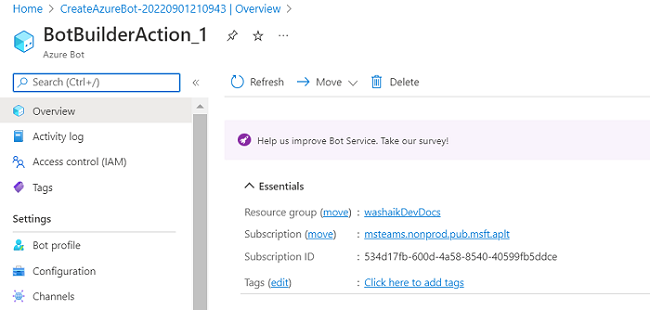 Home > CreateAzureBot-20220901210943 | Overview >
BotBuilderAction_1
Azure Bot
Search (Ctrl+/)
Refresh Move Delete
Overview
Activity log
Access control (IAM)
Tags
Settings
Bot profile
Configuration
Channels
Help us improve Bot Service. Take our survey!
Essentials
Resource group (move) : washaikDevDocs
Subscription (move) : msteams.nonprod.pub.msft.aplt
Subscription ID : 534d17fb-600d-4a58-8540-40599fb5ddce
Tags (edit) : Click here to add tags